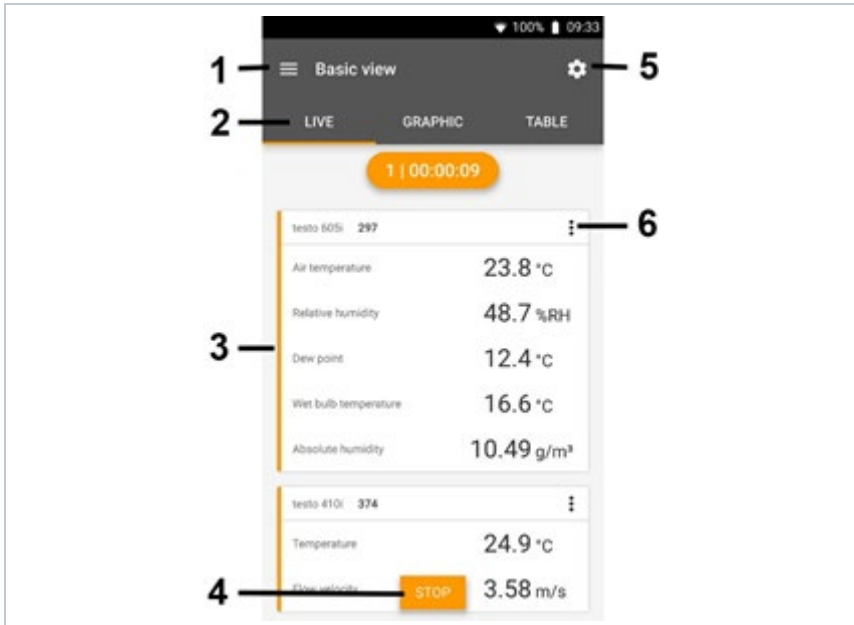 100% 09:33
1 Basic view 5
2 LIVE GRAPHIC TABLE
1 | 00:00:09
testo 605i 297 6
Air temperature 23.8 °C
Relative humidity 48.7 %RH
3
Dew point 12.4 °C
Wet bulb temperature 16.6 °C
Absolute humidity 10.49 g/m³
testo 410i 374
Temperature 24.9 °C
4 Flow velocity STOP 3.58 m/s